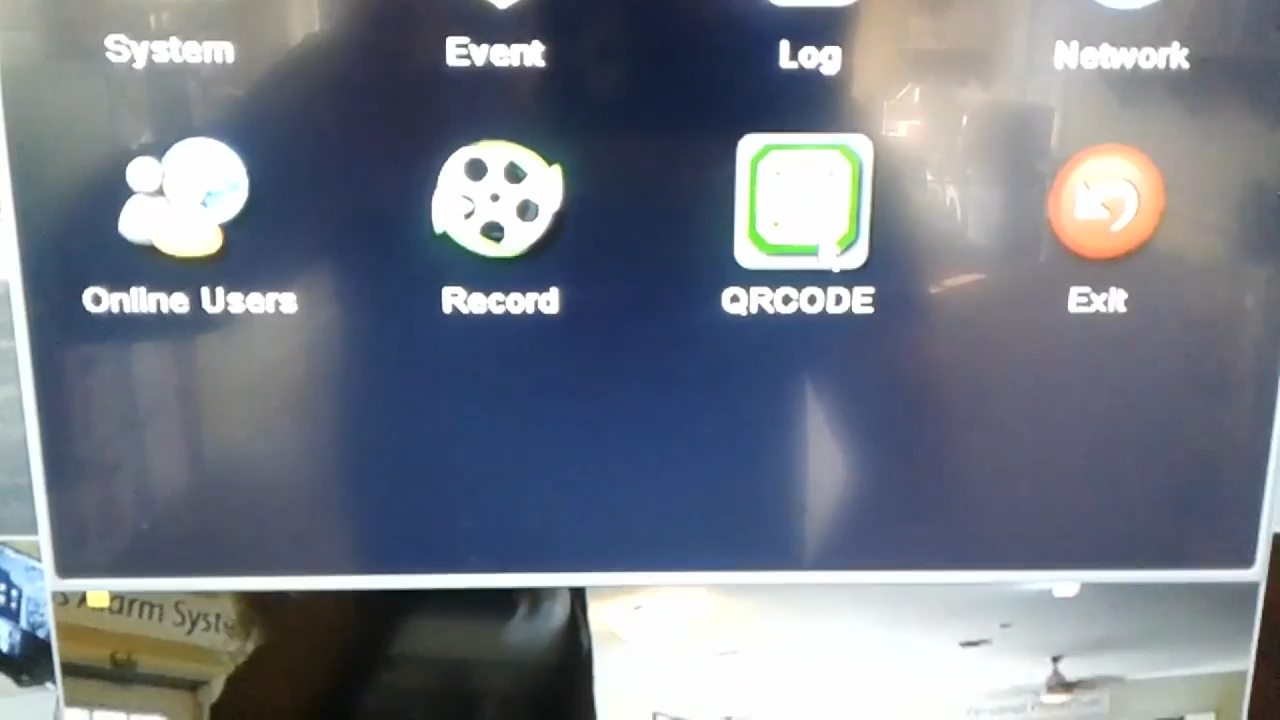 System
Event
Log
Network
Online Users
Record
QRCODE
Exit